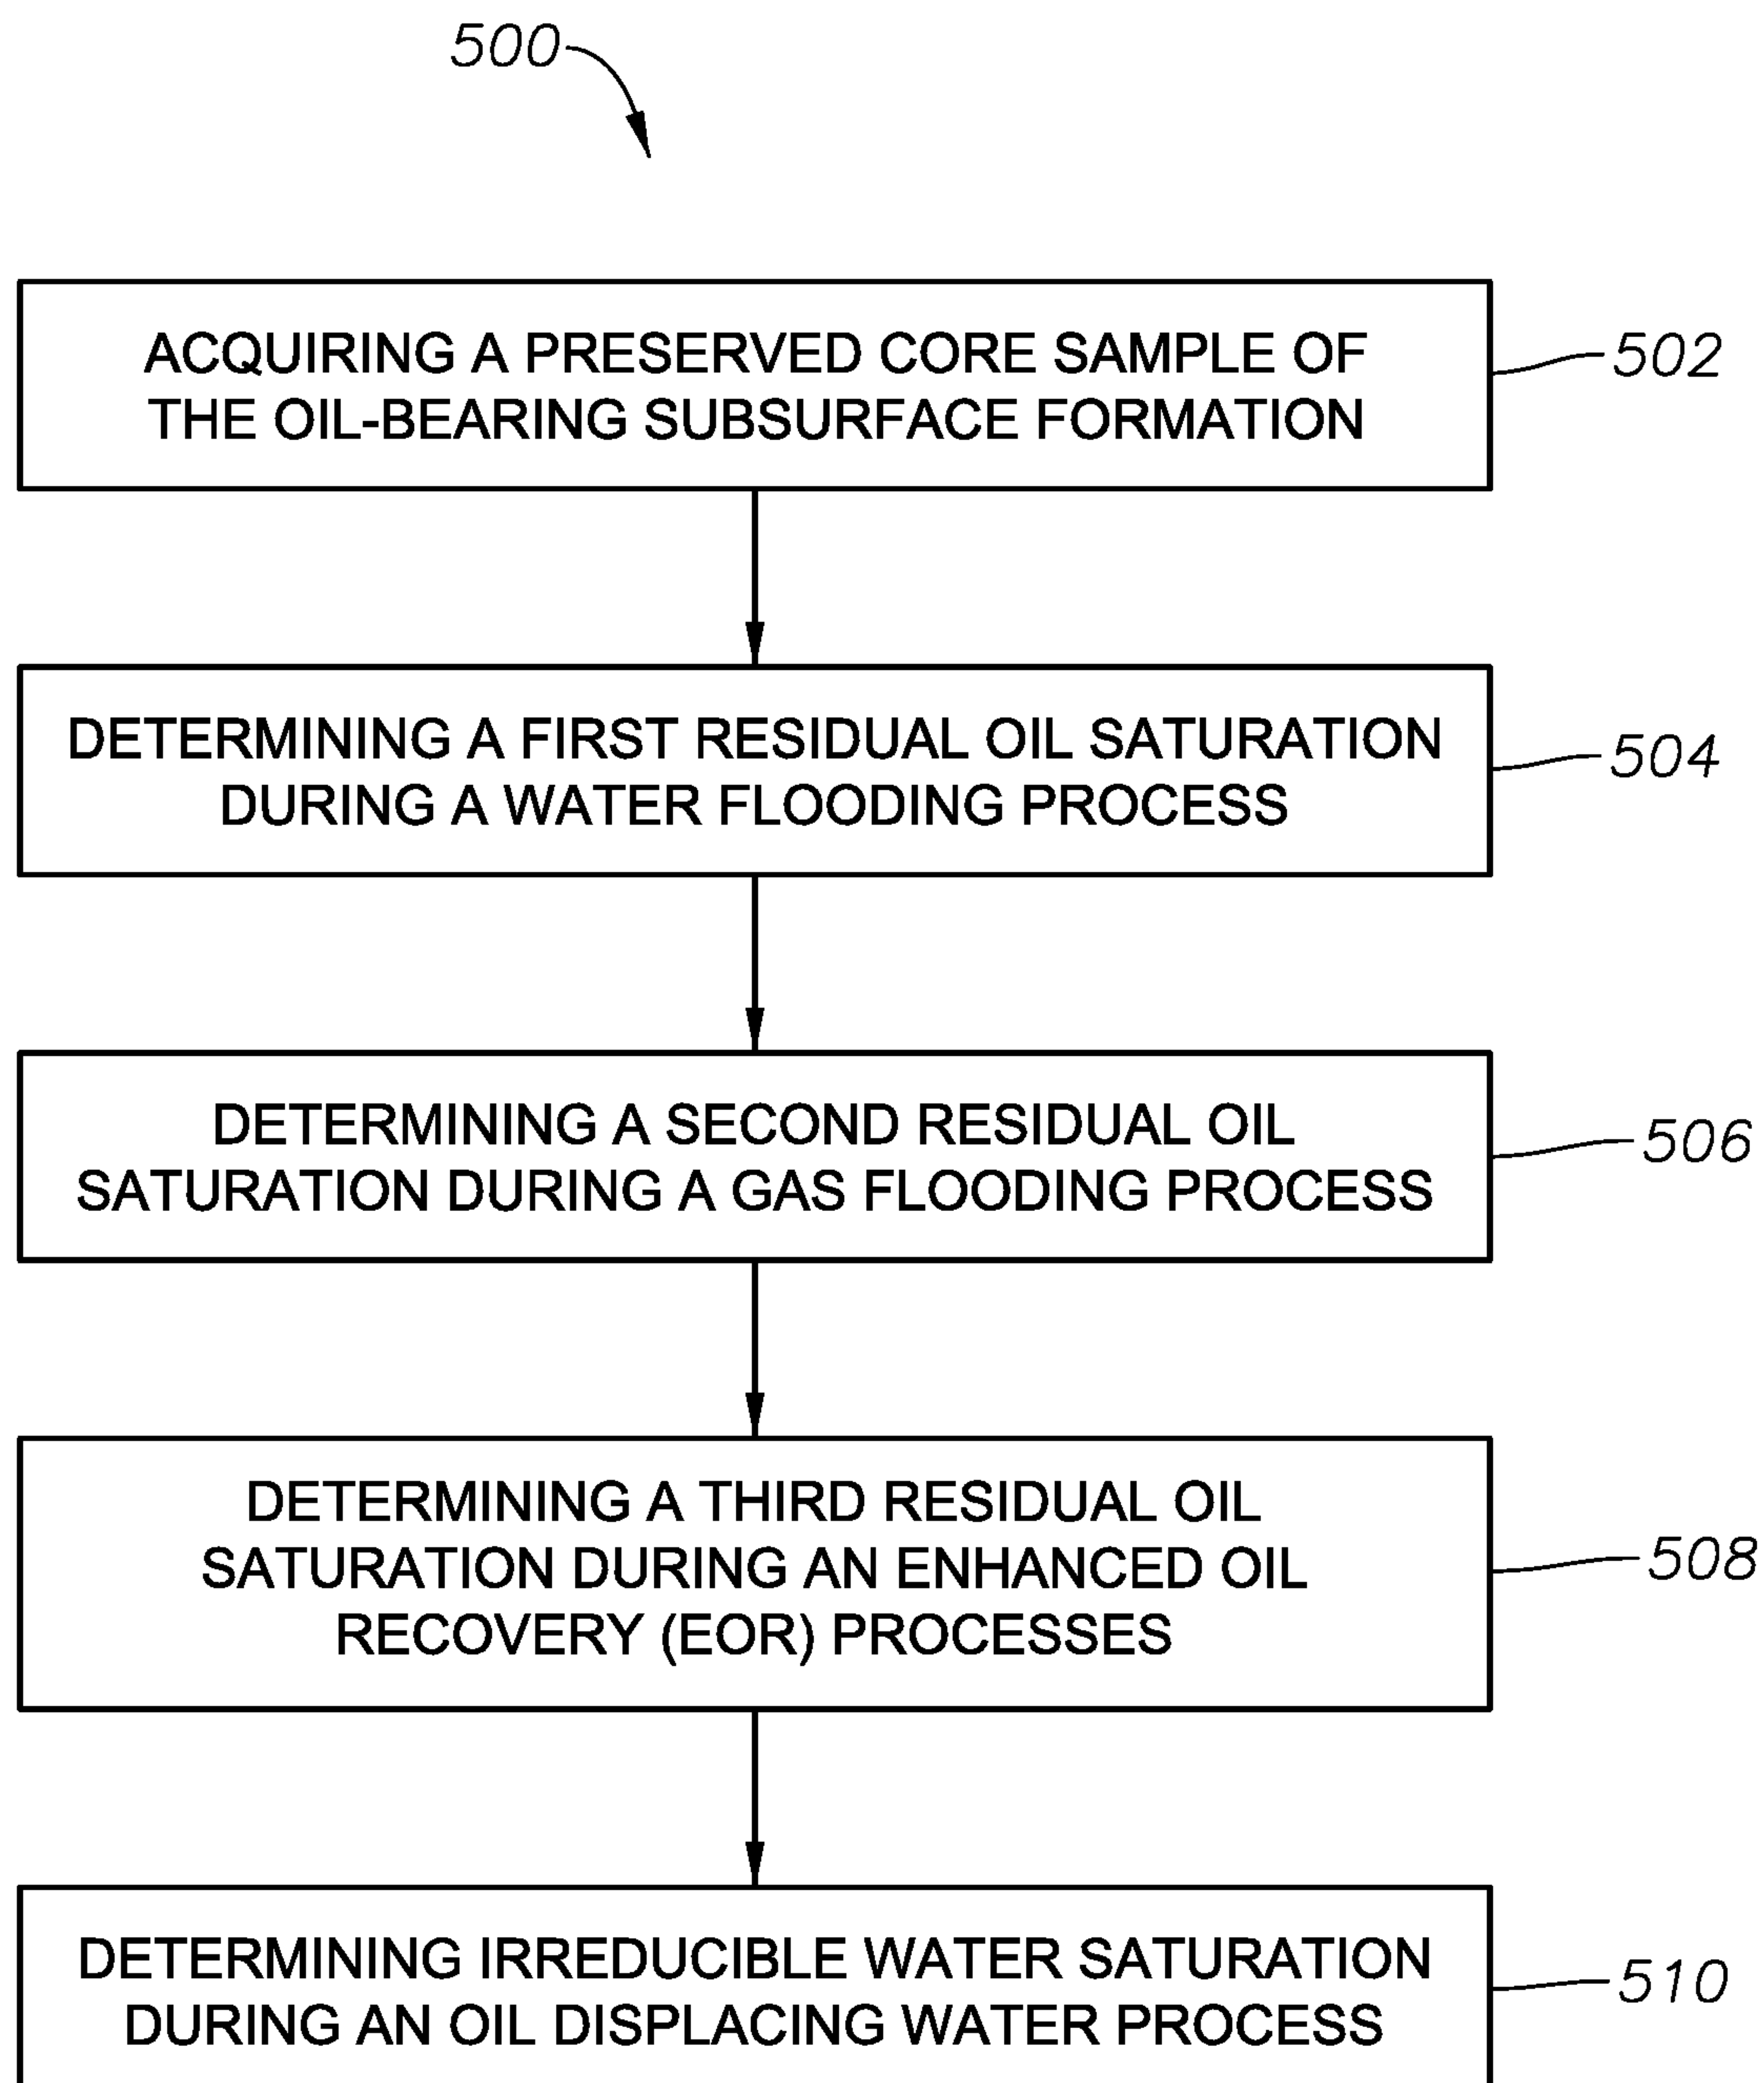 500
ACQUIRING A PRESERVED CORE SAMPLE OF
THE OIL-BEARING SUBSURFACE FORMATION
502
DETERMINING A FIRST RESIDUAL OIL SATURATION
DURING A WATER FLOODING PROCESS
504
DETERMINING A SECOND RESIDUAL OIL
SATURATION DURING A GAS FLOODING PROCESS
506
DETERMINING A THIRD RESIDUAL OIL
SATURATION DURING AN ENHANCED OIL
RECOVERY (EOR) PROCESSES
508
DETERMINING IRREDUCIBLE WATER SATURATION
DURING AN OIL DISPLACING WATER PROCESS
510